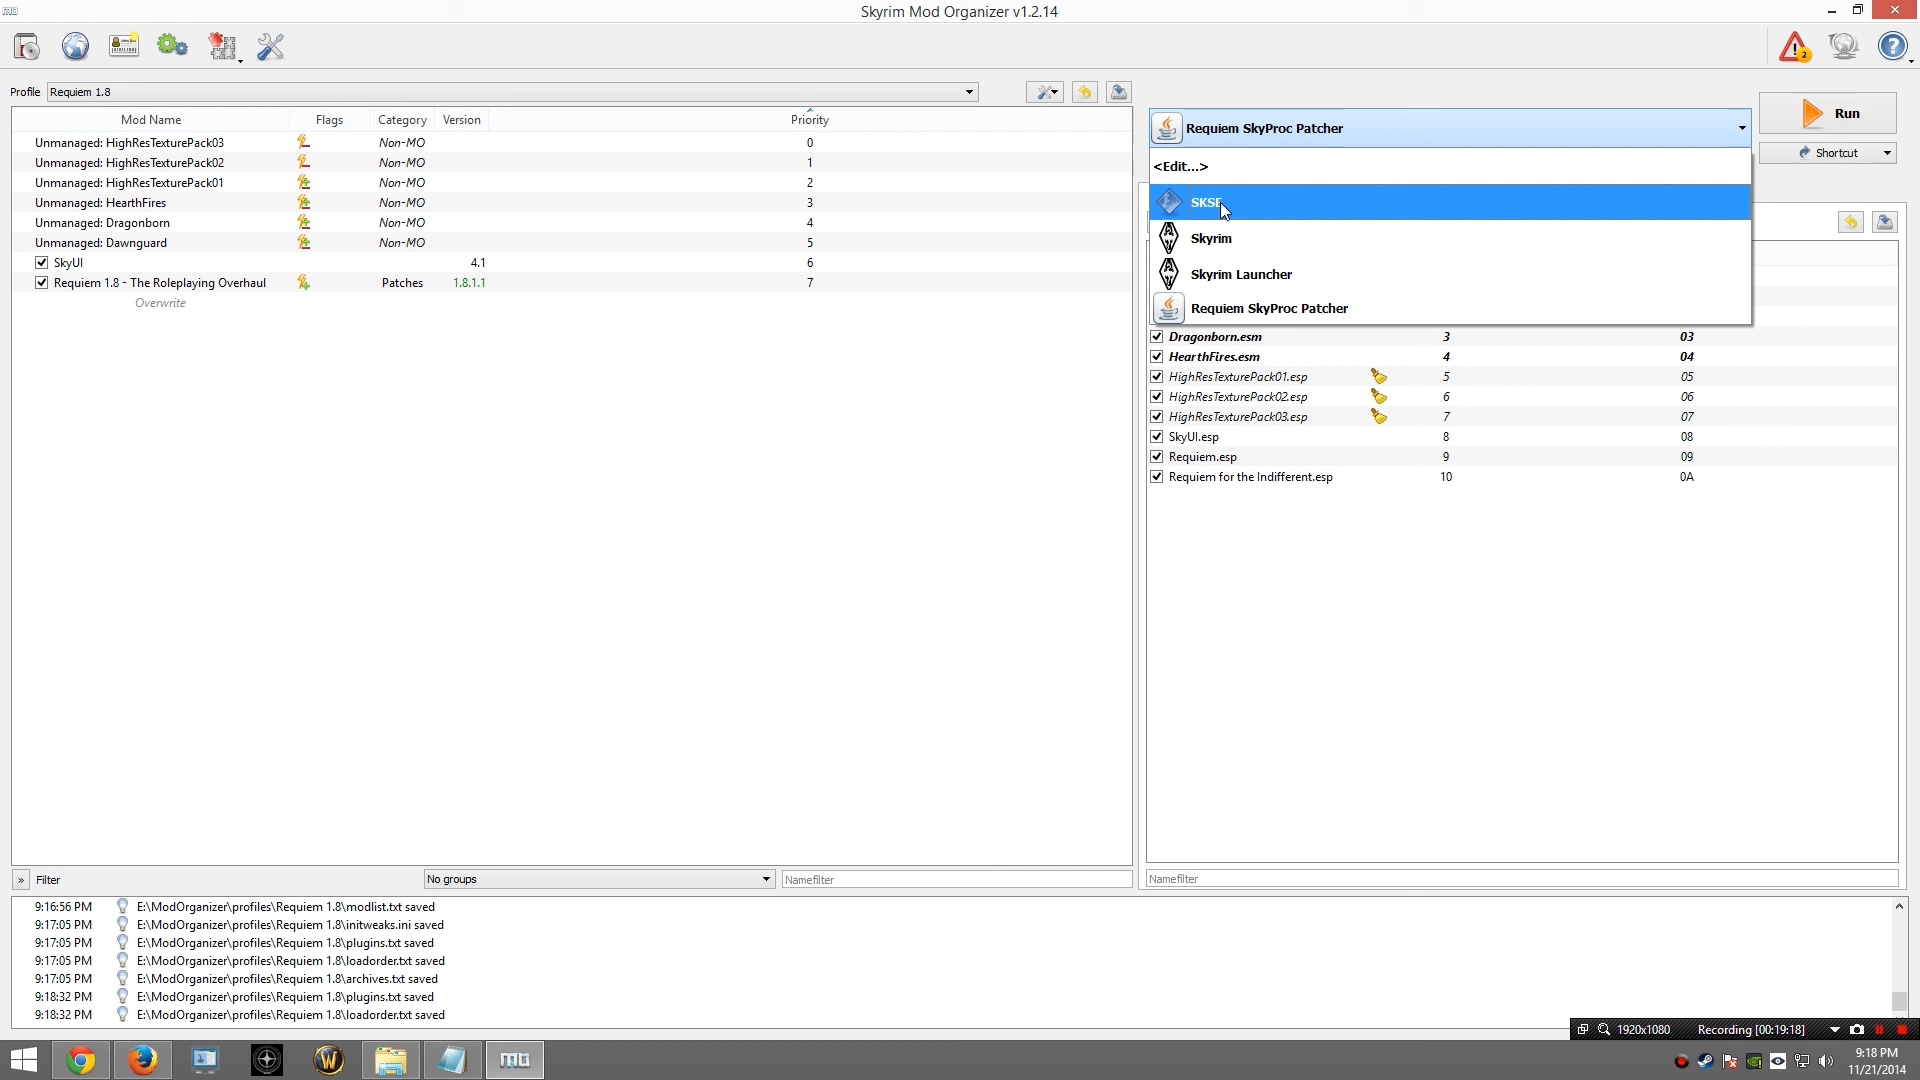 Skyrim Mod Organizer v1.2.14
2
Profile Requiem 1.8
Run
Shortcut
Requiem SkyProc Patcher
<Edit...>
SKSE
Skyrim
Skyrim Launcher
Requiem SkyProc Patcher
Mod Name Flags Category Version Priority
Unmanaged: HighResTexturePack03 Non-MO 0
Unmanaged: HighResTexturePack02 Non-MO 1
Unmanaged: HighResTexturePack01 Non-MO 2
Unmanaged: HearthFires Non-MO 3
Unmanaged: Dragonborn Non-MO 4
Unmanaged: Dawnguard Non-MO 5
SkyUI 4.1 6
Requiem 1.8 - The Roleplaying Overhaul Patches 1.8.1.1 7
Overwrite
Dragonborn.esm 3 03
HearthFires.esm 4 04
HighResTexturePack01.esp 5 05
HighResTexturePack02.esp 6 06
HighResTexturePack03.esp 7 07
SkyUI.esp 8 08
Requiem.esp 9 09
Requiem for the Indifferent.esp 10 0A
» Filter No groups Namefilter
Namefilter
9:16:56 PM E:\ModOrganizer\profiles\Requiem 1.8\modlist.txt saved
9:17:05 PM E:\ModOrganizer\profiles\Requiem 1.8\initweaks.ini saved
9:17:05 PM E:\ModOrganizer\profiles\Requiem 1.8\plugins.txt saved
9:17:05 PM E:\ModOrganizer\profiles\Requiem 1.8\loadorder.txt saved
9:17:05 PM E:\ModOrganizer\profiles\Requiem 1.8\archives.txt saved
9:18:32 PM E:\ModOrganizer\profiles\Requiem 1.8\plugins.txt saved
9:18:32 PM E:\ModOrganizer\profiles\Requiem 1.8\loadorder.txt saved
1920x1080 Recording [00:19:18]
9:18 PM
11/21/2014